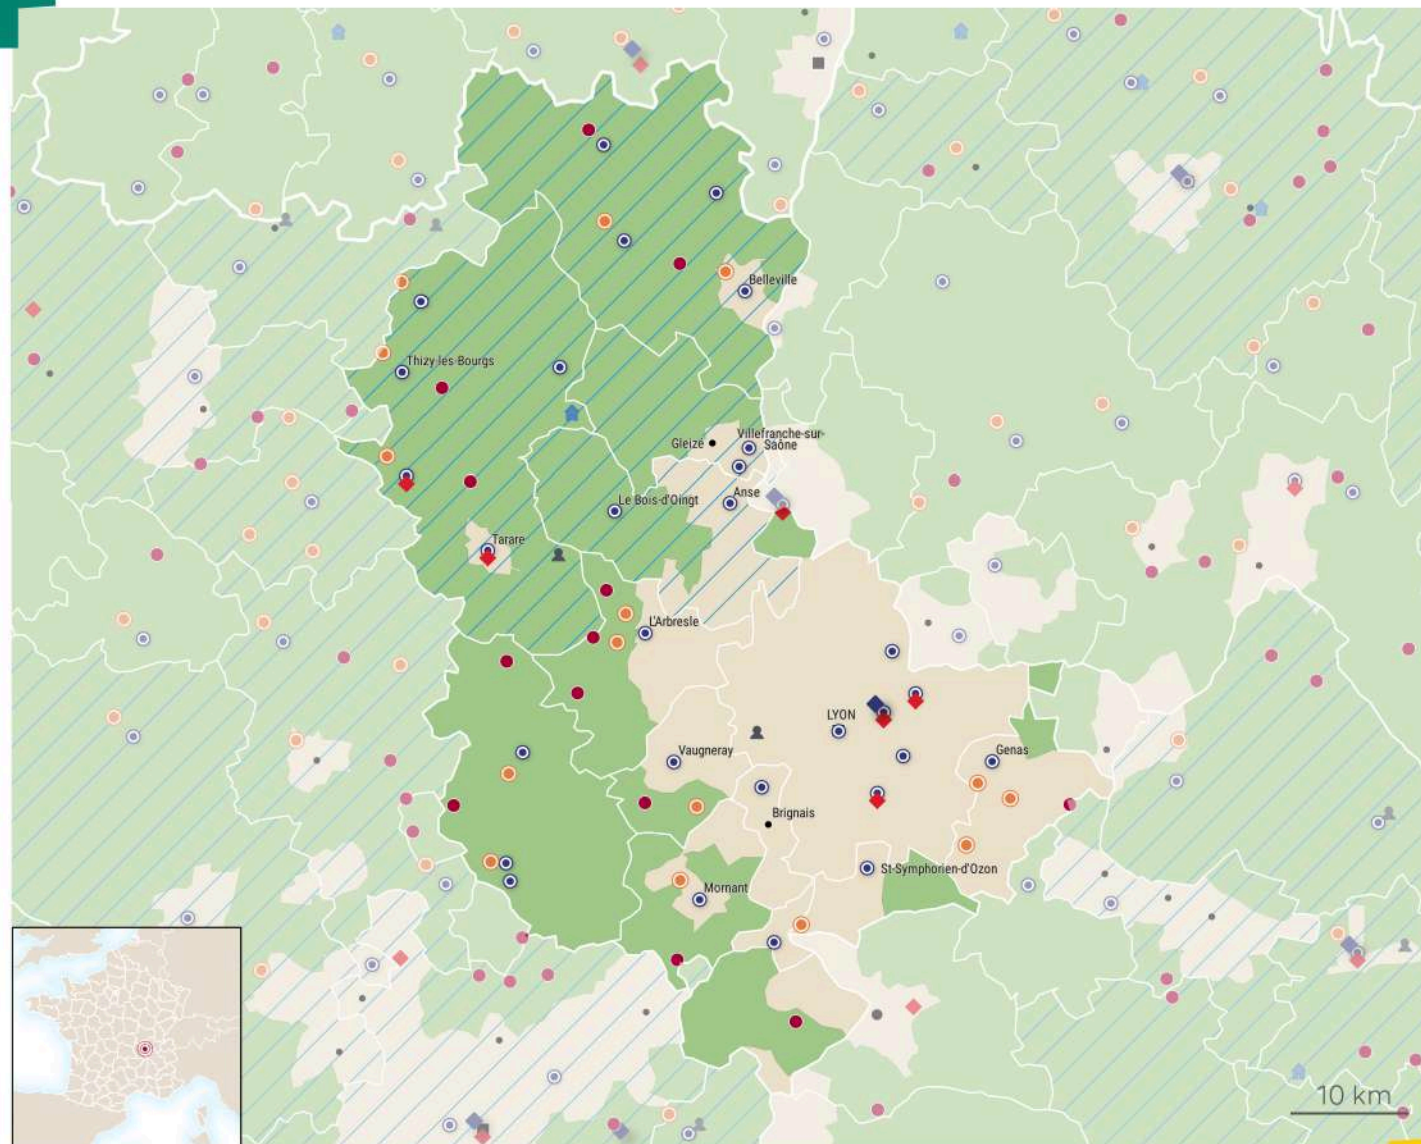 Belleville
Thizy-les-Bourgs
Gleizé
Villefranche-sur-
Saône
Le Bois-d'Oingt
Anse
Tarare
L'Arbresle
LYON
Vaugneray
Genas
Brignais
St-Symphorien-d'Ozon
Mornant
10 km